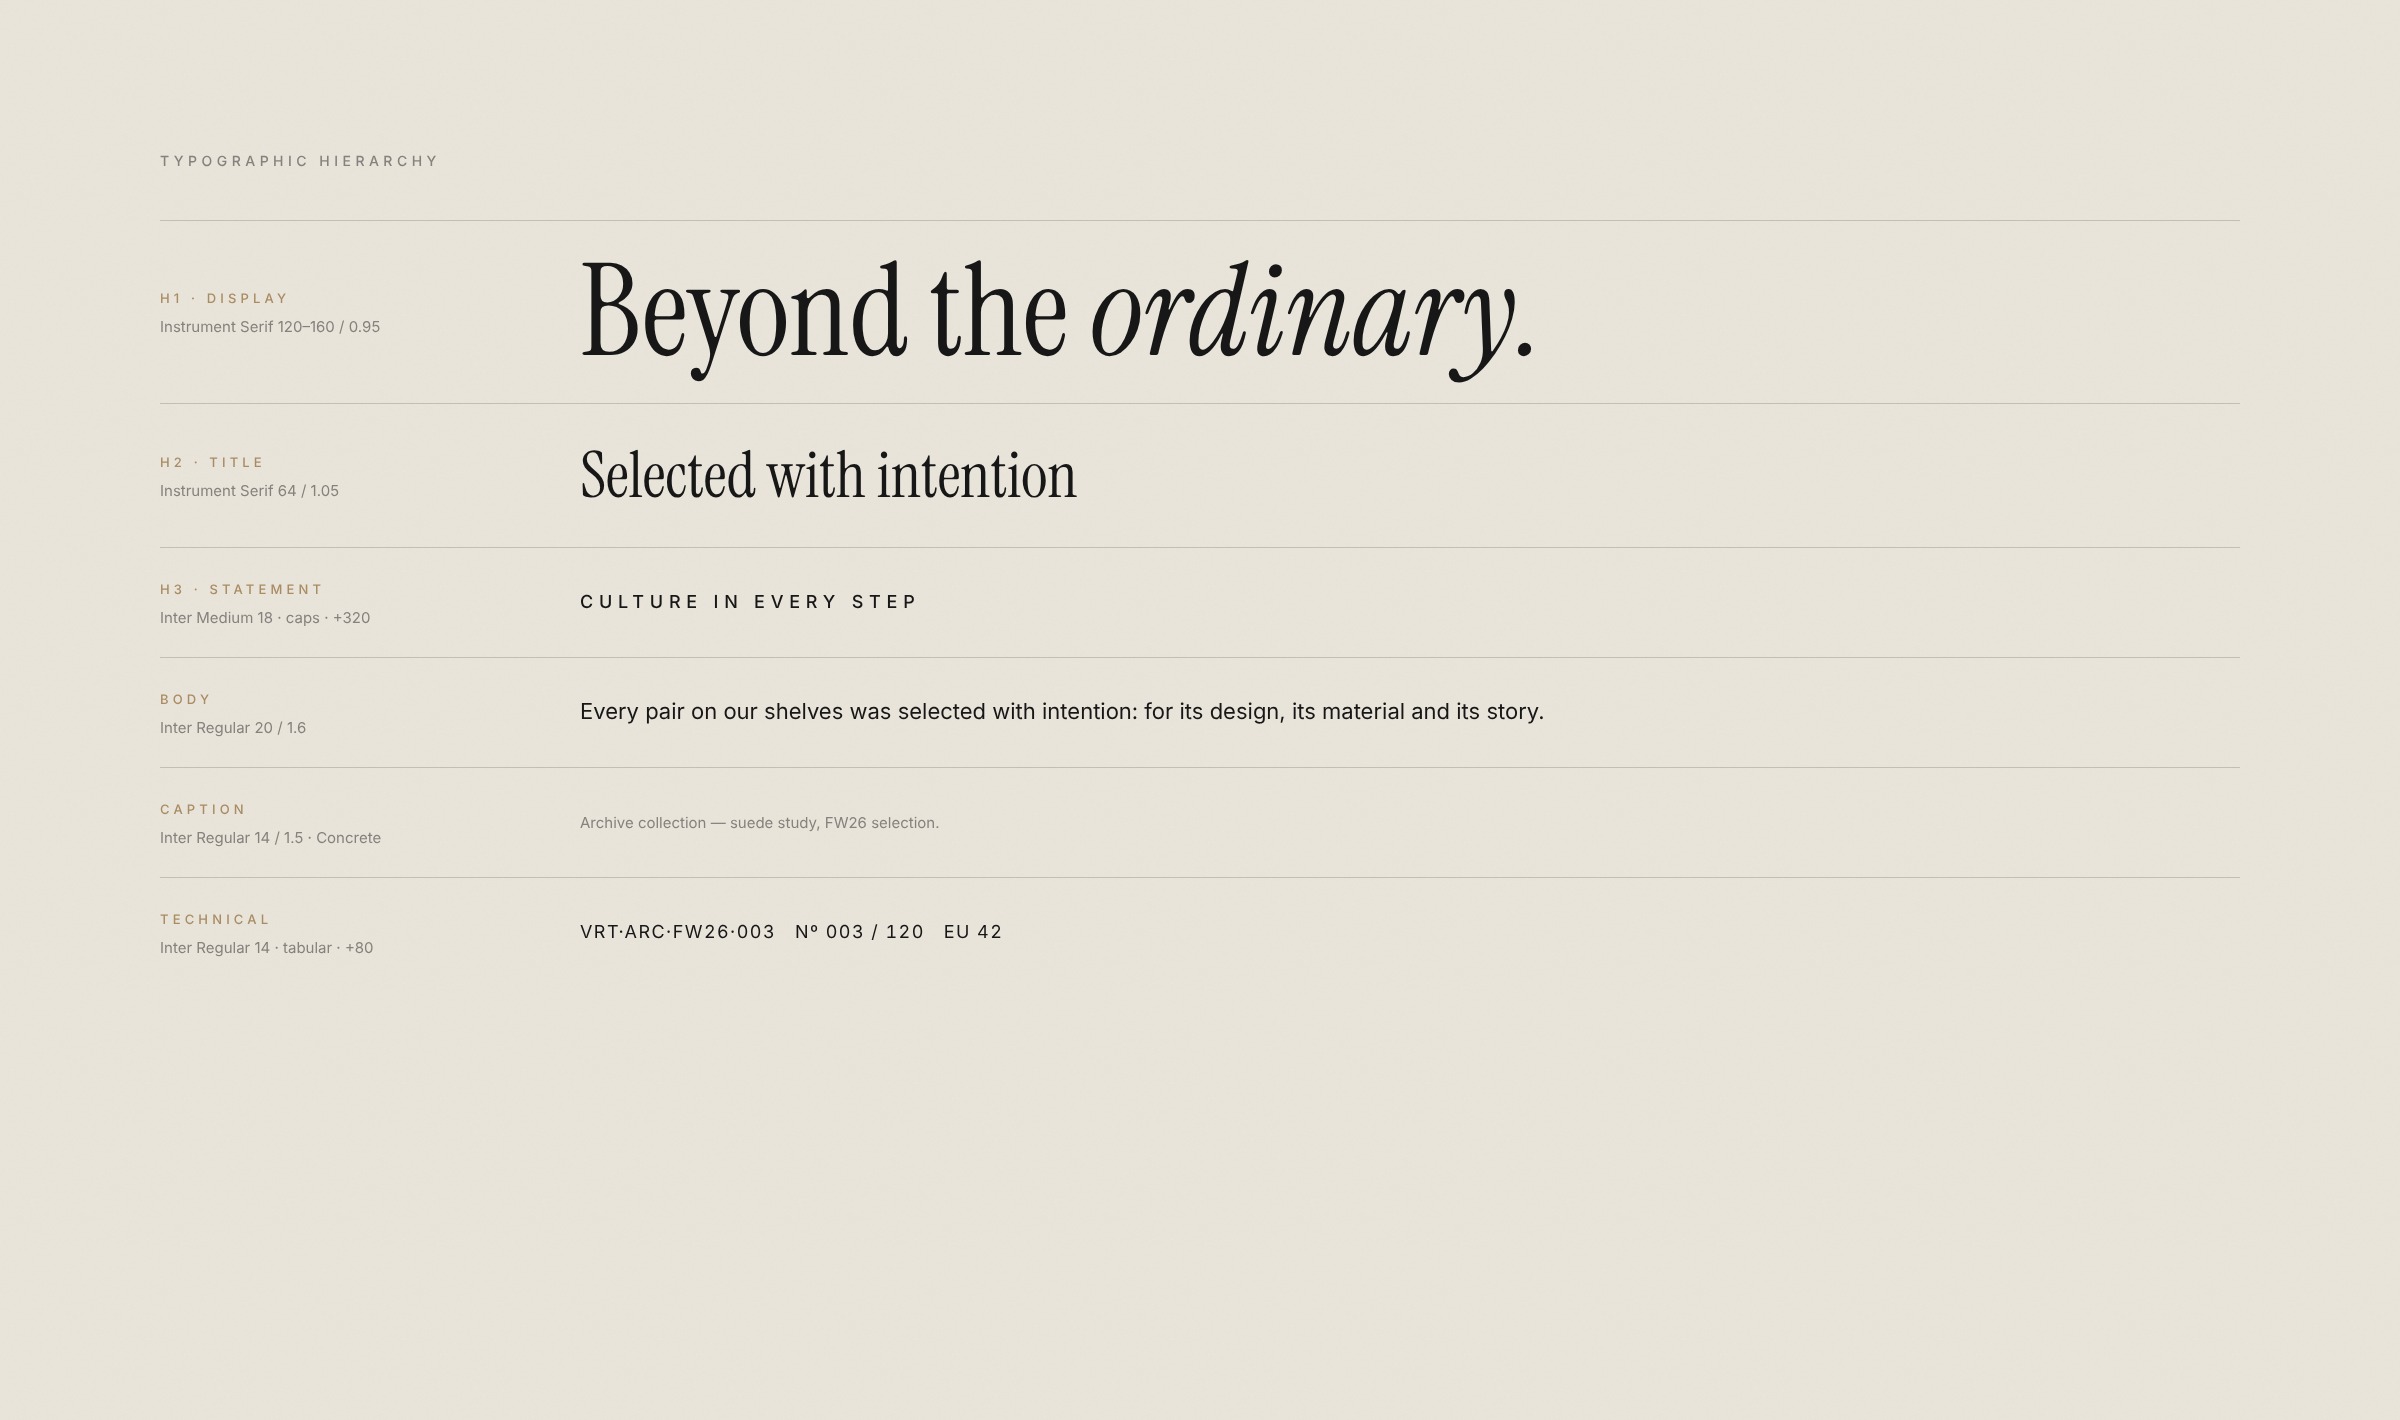 TYPOGRAPHIC HIERARCHY
H1 · DISPLAY
Instrument Serif 120–160 / 0.95
Beyond the ordinary.
H2 · TITLE
Instrument Serif 64 / 1.05
Selected with intention
H3 · STATEMENT
Inter Medium 18 · caps · +320
CULTURE IN EVERY STEP
BODY
Inter Regular 20 / 1.6
Every pair on our shelves was selected with intention: for its design, its material and its story.
CAPTION
Inter Regular 14 / 1.5 · Concrete
Archive collection — suede study, FW26 selection.
TECHNICAL
Inter Regular 14 · tabular · +80
VRT·ARC·FW26·003 Nº 003 / 120 EU 42